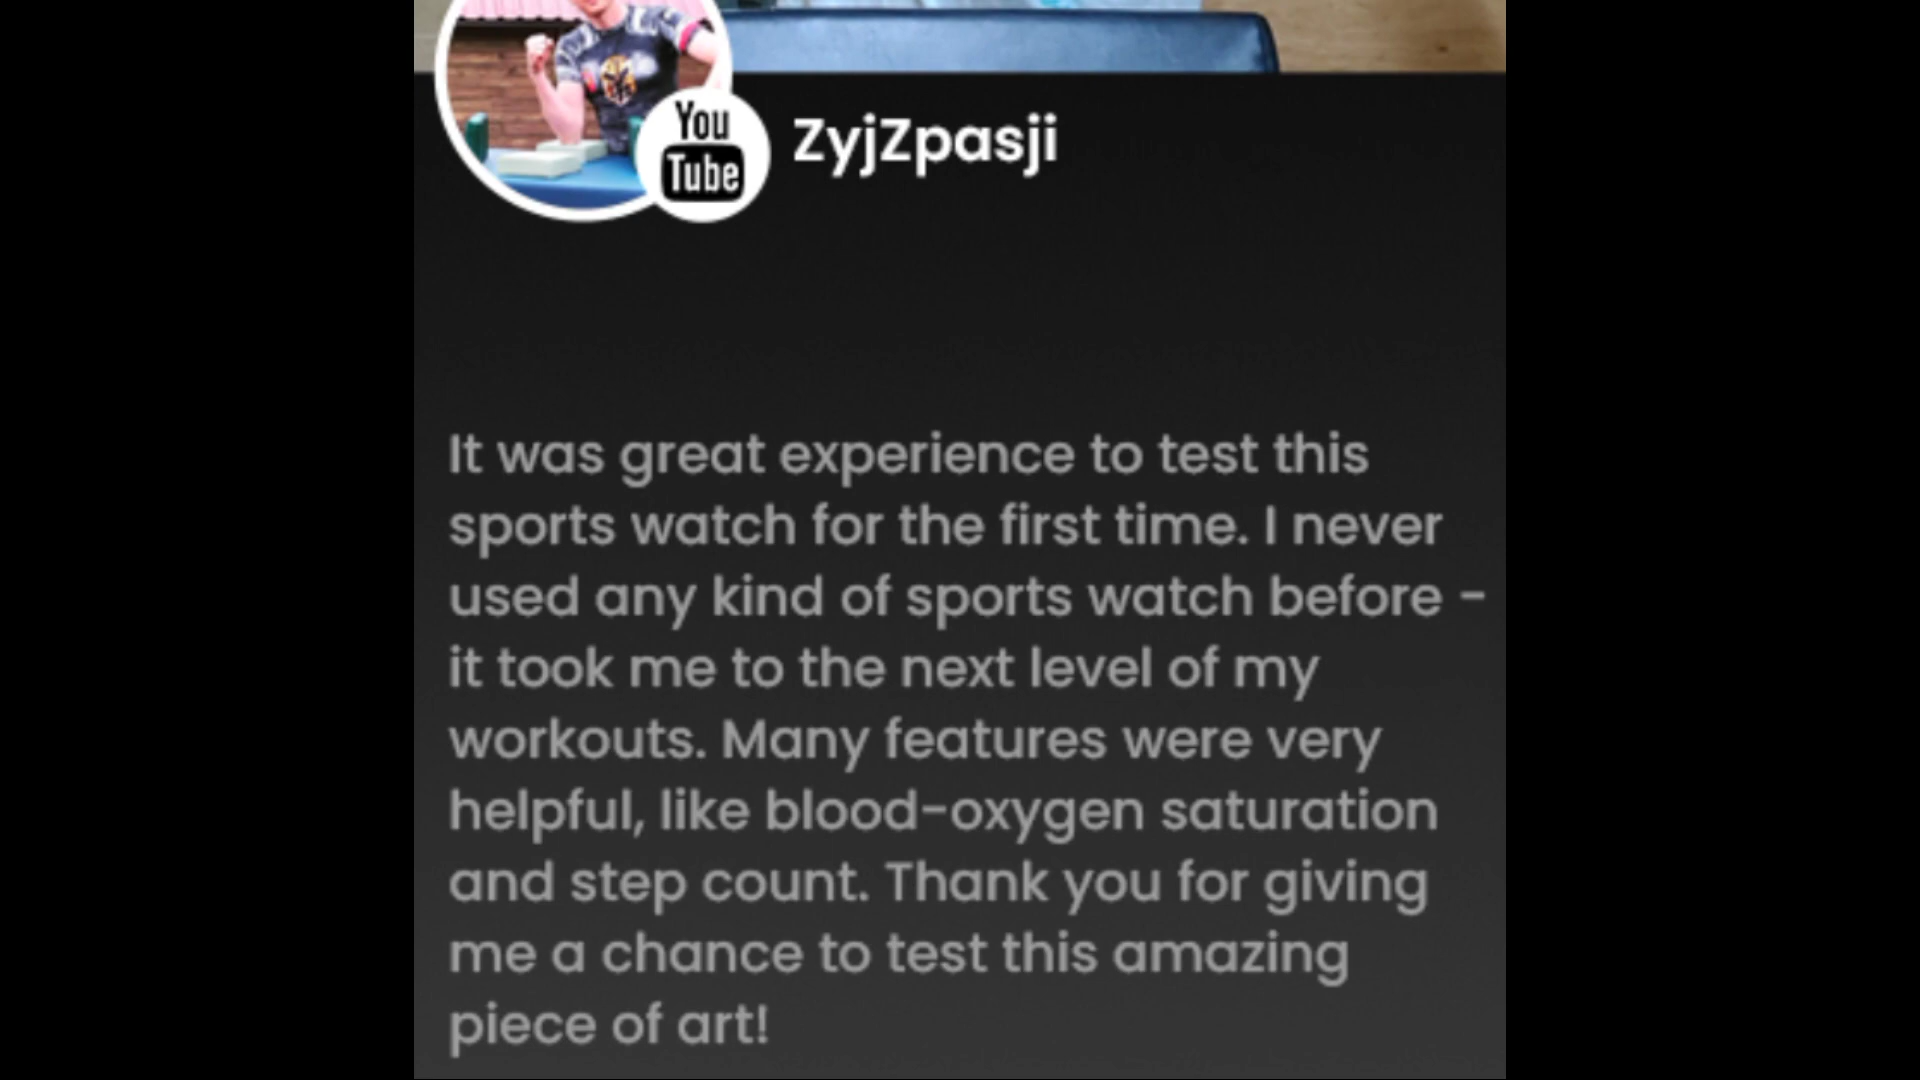 You
Tube
ZyjZpasji
It was great experience to test this
sports watch for the first time. I never
used any kind of sports watch before -
it took me to the next level of my
workouts. Many features were very
helpful, like blood-oxygen saturation
and step count. Thank you for giving
me a chance to test this amazing
piece of art!